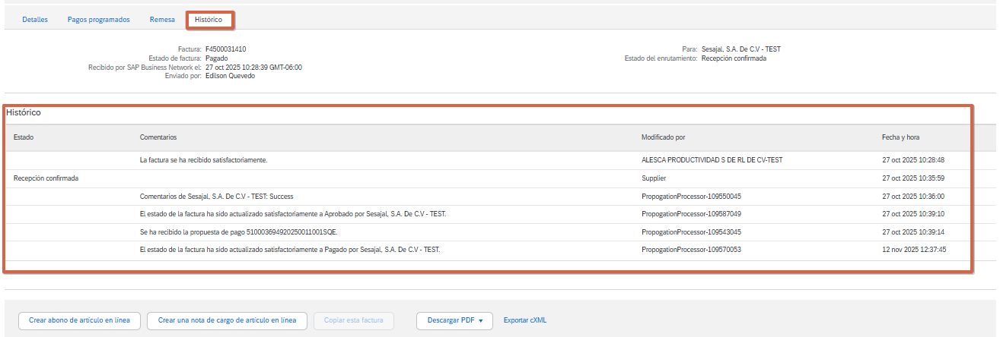 Detalles Pagos programados Remesa Histórico
Factura: F4500031410 Para: Sesajal, S.A. De C.V - TEST
Estado de factura: Pagado Estado del enrutamiento: Recepción confirmada
Recibido por SAP Business Network el: 27 oct 2025 10:28:39 GMT-06:00
Enviado por: Edilson Quevedo
Histórico
Estado Comentarios Modificado por Fecha y hora
La factura se ha recibido satisfactoriamente. ALESCA PRODUCTIVIDAD S DE RL DE CV-TEST 27 oct 2025 10:28:48
Recepción confirmada Supplier 27 oct 2025 10:35:59
Comentarios de Sesajal, S.A. De C.V - TEST: Success PropogationProcessor-109550045 27 oct 2025 10:36:00
El estado de la factura ha sido actualizado satisfactoriamente a Aprobado por Sesajal, S.A. De C.V - TEST. PropogationProcessor-109587049 27 oct 2025 10:39:10
Se ha recibido la propuesta de pago 510003694920250011001SQE. PropogationProcessor-109543045 27 oct 2025 10:39:14
El estado de la factura ha sido actualizado satisfactoriamente a Pagado por Sesajal, S.A. De C.V - TEST. PropogationProcessor-109570053 12 nov 2025 12:37:45
Crear abono de artículo en línea Crear una nota de cargo de artículo en línea Copiar esta factura Descargar PDF Exportar cXML